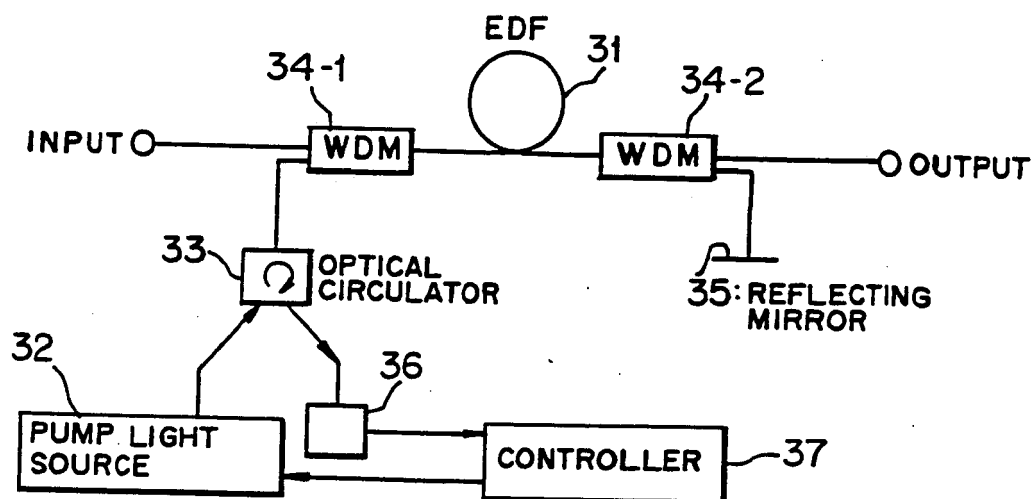 EDF
31
34-1
34-2
INPUT
WDM
WDM
OUTPUT
33
OPTICAL
CIRCULATOR
35: REFLECTING
MIRROR
32
36
PUMP LIGHT
SOURCE
CONTROLLER
37